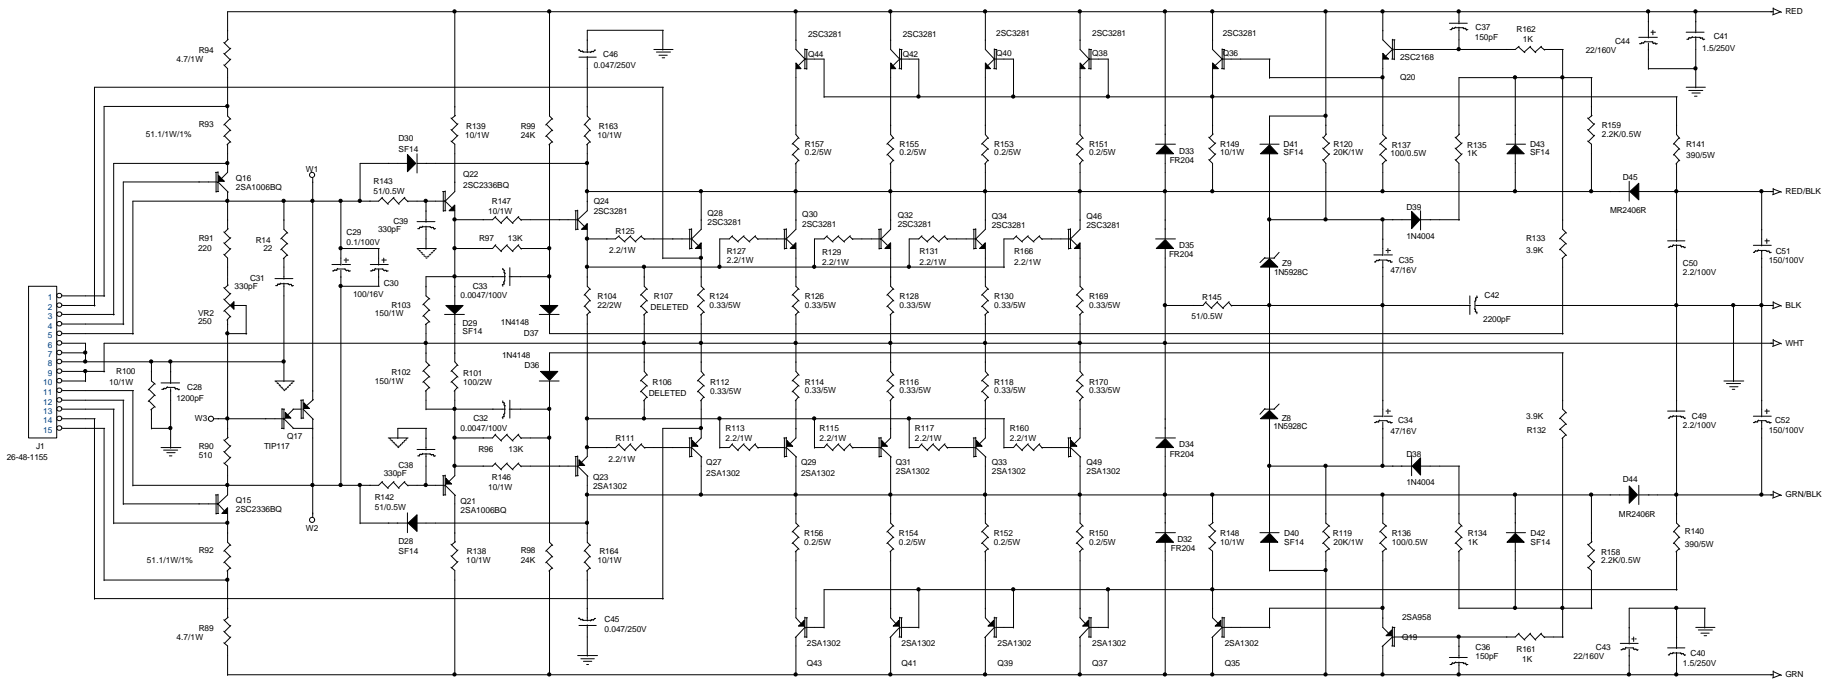 RED
R94
4.7/1W
C46
0.047/250V
2SC3281
Q44
2SC3281
Q42
2SC3281
Q40
2SC3281
Q38
2SC3281
Q36
2SC2168
Q20
C37
150pF
R162
1K
C44
22/160V
C41
1.5/250V
R93
51.1/1W/1%
D30
SF14
R139
10/1W
R99
24K
R163
10/1W
R157
0.2/5W
R155
0.2/5W
R153
0.2/5W
R151
0.2/5W
D33
FR204
R149
10/1W
D41
SF14
R120
20K/1W
R137
100/0.5W
R135
1K
D43
SF14
R159
2.2K/0.5W
R141
390/5W
Q16
2SA1006BQ
W1
R143
51/0.5W
Q22
2SC2336BQ
R147
10/1W
Q24
2SC3281
D45
MR2406R
RED/BLK
C39
330pF
R91
220
R14
22
C29
0.1/100V
R97
13K
R125
2.2/1W
Q28
2SC3281
R127
2.2/1W
Q30
2SC3281
R129
2.2/1W
Q32
2SC3281
R131
2.2/1W
Q34
2SC3281
R166
2.2/1W
Q46
2SC3281
D35
FR204
D39
1N4004
Z9
1N5928C
C35
47/16V
R133
3.9K
C50
2.2/100V
C51
150/100V
C31
330pF
C30
100/16V
C33
0.0047/100V
VR2
250
R103
150/1W
D29
SF14
1N4148
D37
R104
22/2W
R107
DELETED
R124
0.33/5W
R126
0.33/5W
R128
0.33/5W
R130
0.33/5W
R169
0.33/5W
R145
51/0.5W
C42
2200pF
BLK
WHT
1
2
3
4
5
6
7
8
9
10
11
12
13
14
15
J1
26-48-1155
R100
10/1W
C28
1200pF
R102
150/1W
R101
100/2W
1N4148
D36
R106
DELETED
R112
0.33/5W
R114
0.33/5W
R116
0.33/5W
R118
0.33/5W
R170
0.33/5W
W3
Q17
TIP117
C32
0.0047/100V
R96
13K
Z8
1N5928C
C34
47/16V
3.9K
R132
C49
2.2/100V
C52
150/100V
R90
510
C38
330pF
R111
2.2/1W
Q27
2SA1302
R113
2.2/1W
Q29
2SA1302
R115
2.2/1W
Q31
2SA1302
R117
2.2/1W
Q33
2SA1302
R160
2.2/1W
Q49
2SA1302
D34
FR204
D38
1N4004
R146
10/1W
Q23
2SA1302
D44
MR2406R
GRN/BLK
Q15
2SC2336BQ
R142
51/0.5W
Q21
2SA1006BQ
W2
D28
SF14
R92
51.1/1W/1%
R138
10/1W
R98
24K
R164
10/1W
R156
0.2/5W
R154
0.2/5W
R152
0.2/5W
R150
0.2/5W
D32
FR204
R148
10/1W
D40
SF14
R119
20K/1W
R136
100/0.5W
R134
1K
D42
SF14
R158
2.2K/0.5W
R140
390/5W
R89
4.7/1W
C45
0.047/250V
2SA1302
Q43
2SA1302
Q41
2SA1302
Q39
2SA1302
Q37
2SA1302
Q35
2SA958
Q19
C36
150pF
R161
1K
C43
22/160V
C40
1.5/250V
GRN